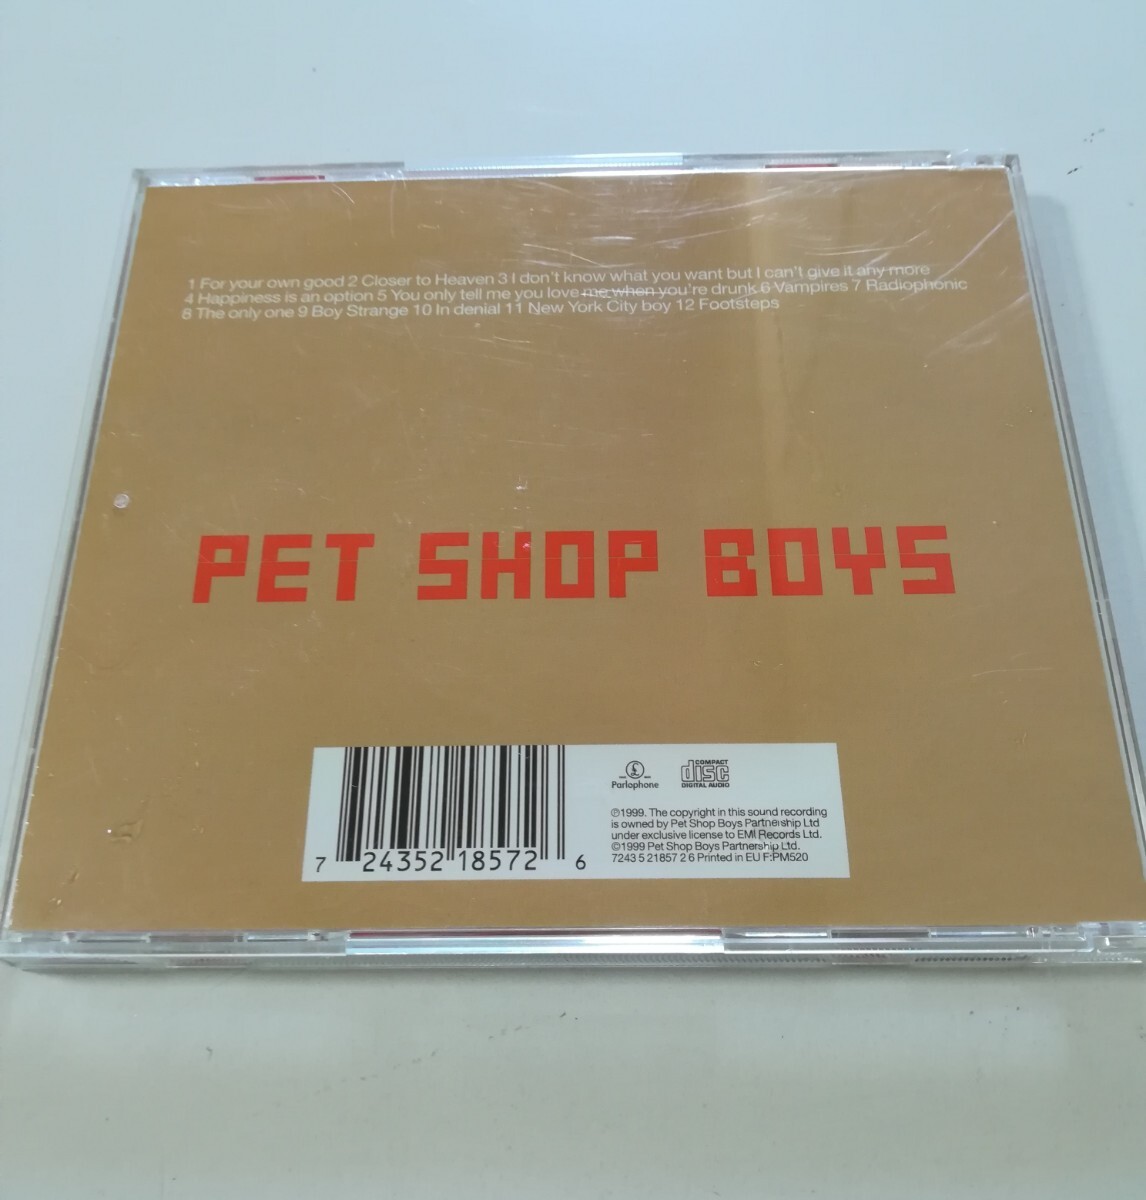 1 For your own good 2 Closer to Heaven 3 I don't know what you want but I can't give it any more
4 Happiness is an option 5 You only tell me you love me when you're drunk 6 Vampires 7 Radiophonic
8 The only one 9 Boy Strange 10 In denial 11 New York City boy 12 Footsteps
PET SHOP BOYS
Parlophone
COMPACT
disc
DIGITAL AUDIO
℗1999. The copyright in this sound recording
is owned by Pet Shop Boys Partnership Ltd
under exclusive license to EMI Records Ltd.
©1999 Pet Shop Boys Partnership Ltd.
7243 5 21857 2 6 Printed in EU F:PM520
7 24352 18572 6